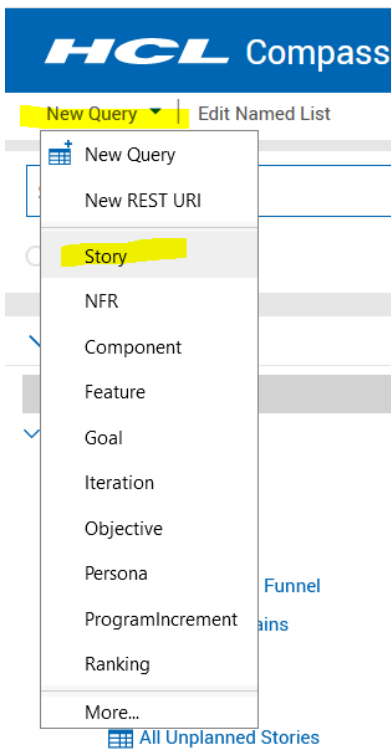 HCL Compass
New Query Edit Named List
New Query
New REST URI
Story
NFR
Component
Feature
Goal
Iteration
Objective
Persona
Funnel
ProgramIncrement
ains
Ranking
More...
All Unplanned Stories